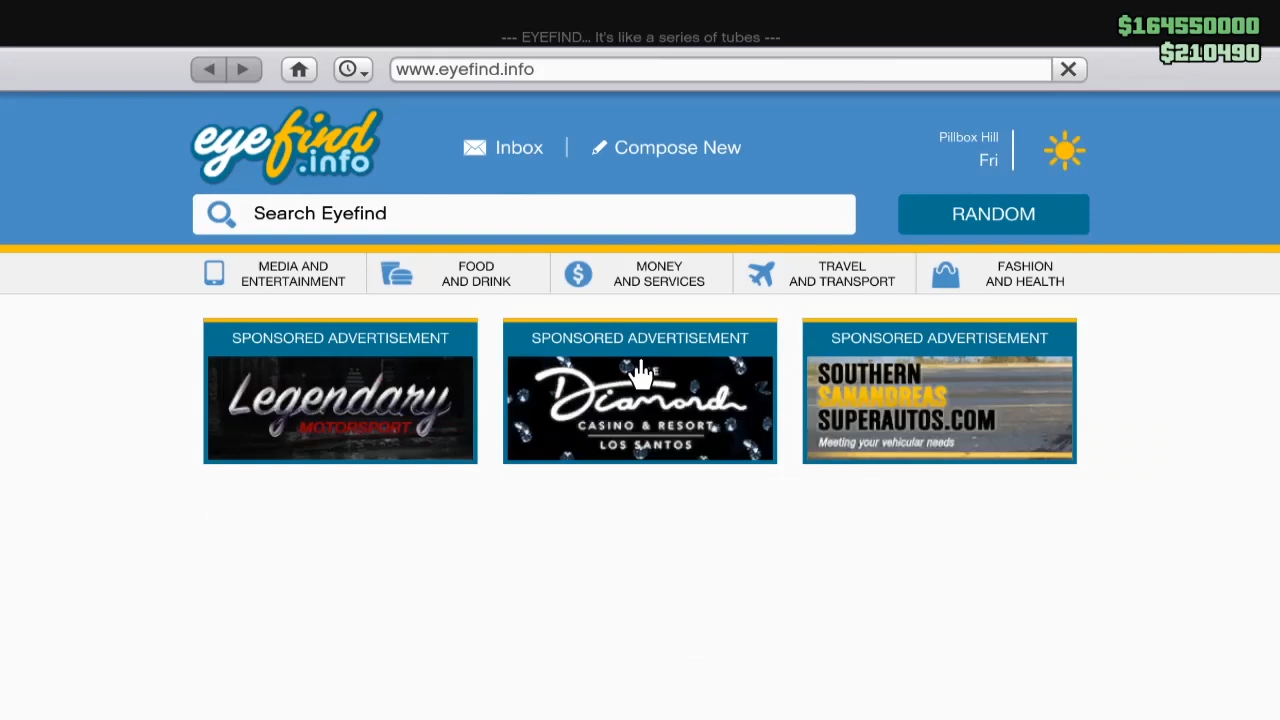 $164550000
--- EYEFIND... It's like a series of tubes ---
$210490
www.eyefind.info
eyefind
.info
Inbox
Compose New
Pillbox Hill
Fri
Search Eyefind
RANDOM
MEDIA AND
ENTERTAINMENT
FOOD
AND DRINK
MONEY
AND SERVICES
TRAVEL
AND TRANSPORT
FASHION
AND HEALTH
SPONSORED ADVERTISEMENT
Legendary
MOTORSPORT
SPONSORED ADVERTISEMENT
Diamond
CASINO & RESORT
LOS SANTOS
SPONSORED ADVERTISEMENT
SOUTHERN
SANANDREAS
SUPERAUTOS.COM
Meeting your vehicular needs